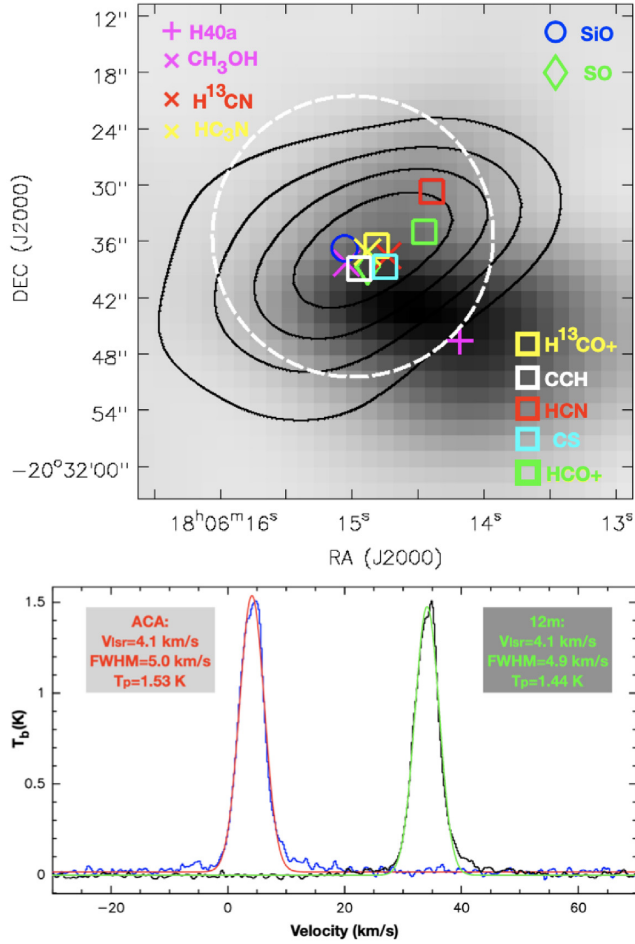 12''
18''
24''
30''
36''
42''
48''
54''
−20°32'00''
DEC (J2000)
H40a
CH₃OH
H¹³CN
HC₃N
SiO
SO
H¹³CO+
CCH
HCN
CS
HCO+
18ʰ06ᵐ16ˢ
15ˢ
14ˢ
13ˢ
RA (J2000)
1.5
1
0.5
0
T_b(K)
ACA:
Vlsr=4.1 km/s
FWHM=5.0 km/s
Tp=1.53 K
12m:
Vlsr=4.1 km/s
FWHM=4.9 km/s
Tp=1.44 K
−20
0
20
40
60
Velocity (km/s)